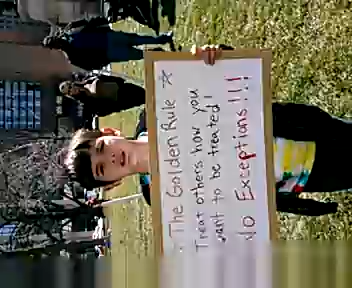 The Golden Rule ☆
Treat others how you
want to be treated!
No Exceptions!!!